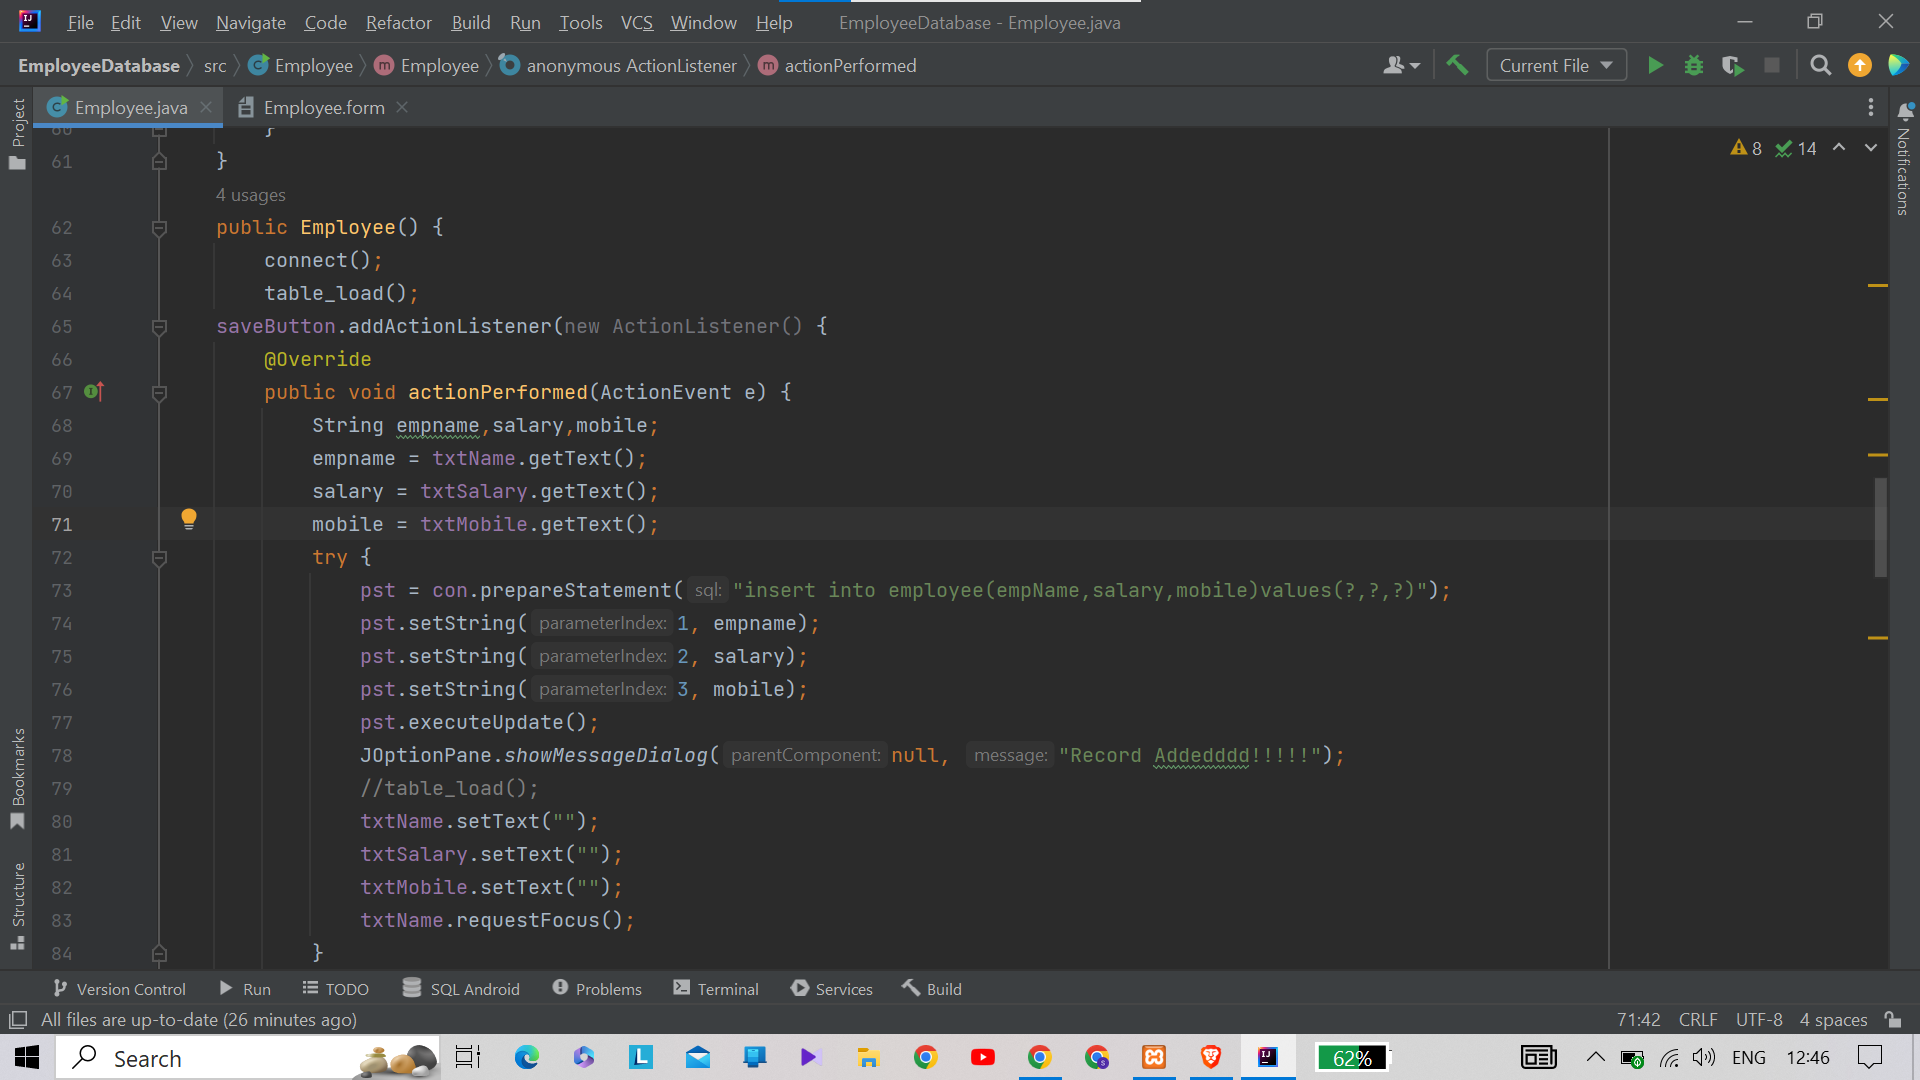 File Edit View Navigate Code Refactor Build Run Tools VCS Window Help EmployeeDatabase - Employee.java
EmployeeDatabase src Employee Employee anonymous ActionListener actionPerformed Current File
Project
Employee.java Employee.form
60 }
61 }
8 14
Notifications
4 usages
62 public Employee() {
63 connect();
64 table_load();
65 saveButton.addActionListener(new ActionListener() {
66 @Override
67 public void actionPerformed(ActionEvent e) {
68 String empname,salary,mobile;
69 empname = txtName.getText();
70 salary = txtSalary.getText();
71 mobile = txtMobile.getText();
72 try {
73 pst = con.prepareStatement( sql: "insert into employee(empName,salary,mobile)values(?,?,?)");
74 pst.setString( parameterIndex: 1, empname);
75 pst.setString( parameterIndex: 2, salary);
76 pst.setString( parameterIndex: 3, mobile);
77 pst.executeUpdate();
78 JOptionPane.showMessageDialog( parentComponent: null, message: "Record Addedddd!!!!!");
79 //table_load();
80 txtName.setText("");
81 txtSalary.setText("");
82 txtMobile.setText("");
83 txtName.requestFocus();
84 }
Bookmarks
Structure
Version Control Run TODO SQL Android Problems Terminal Services Build
All files are up-to-date (26 minutes ago) 71:42 CRLF UTF-8 4 spaces
Search 62% ENG 12:46